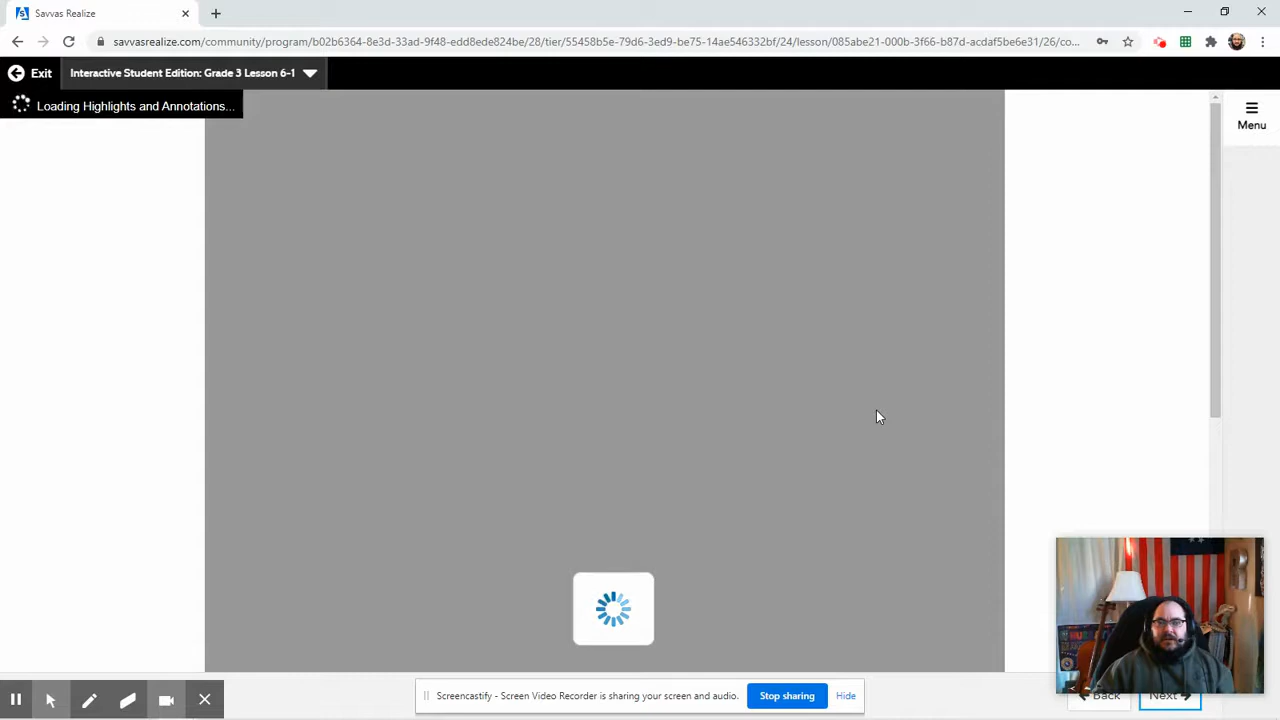 Savvas Realize
savvasrealize.com/community/program/b02b6364-8e3d-33ad-9f48-edd8ede824be/28/tier/55458b5e-79d6-3ed9-be75-14ae546332bf/24/lesson/085abe21-000b-3f66-b87d-acdaf5be6e31/26/co...
Exit
Interactive Student Edition: Grade 3 Lesson 6-1
Loading Highlights and Annotations...
Menu
Screencastify - Screen Video Recorder is sharing your screen and audio.
Stop sharing
Hide
Back
Next